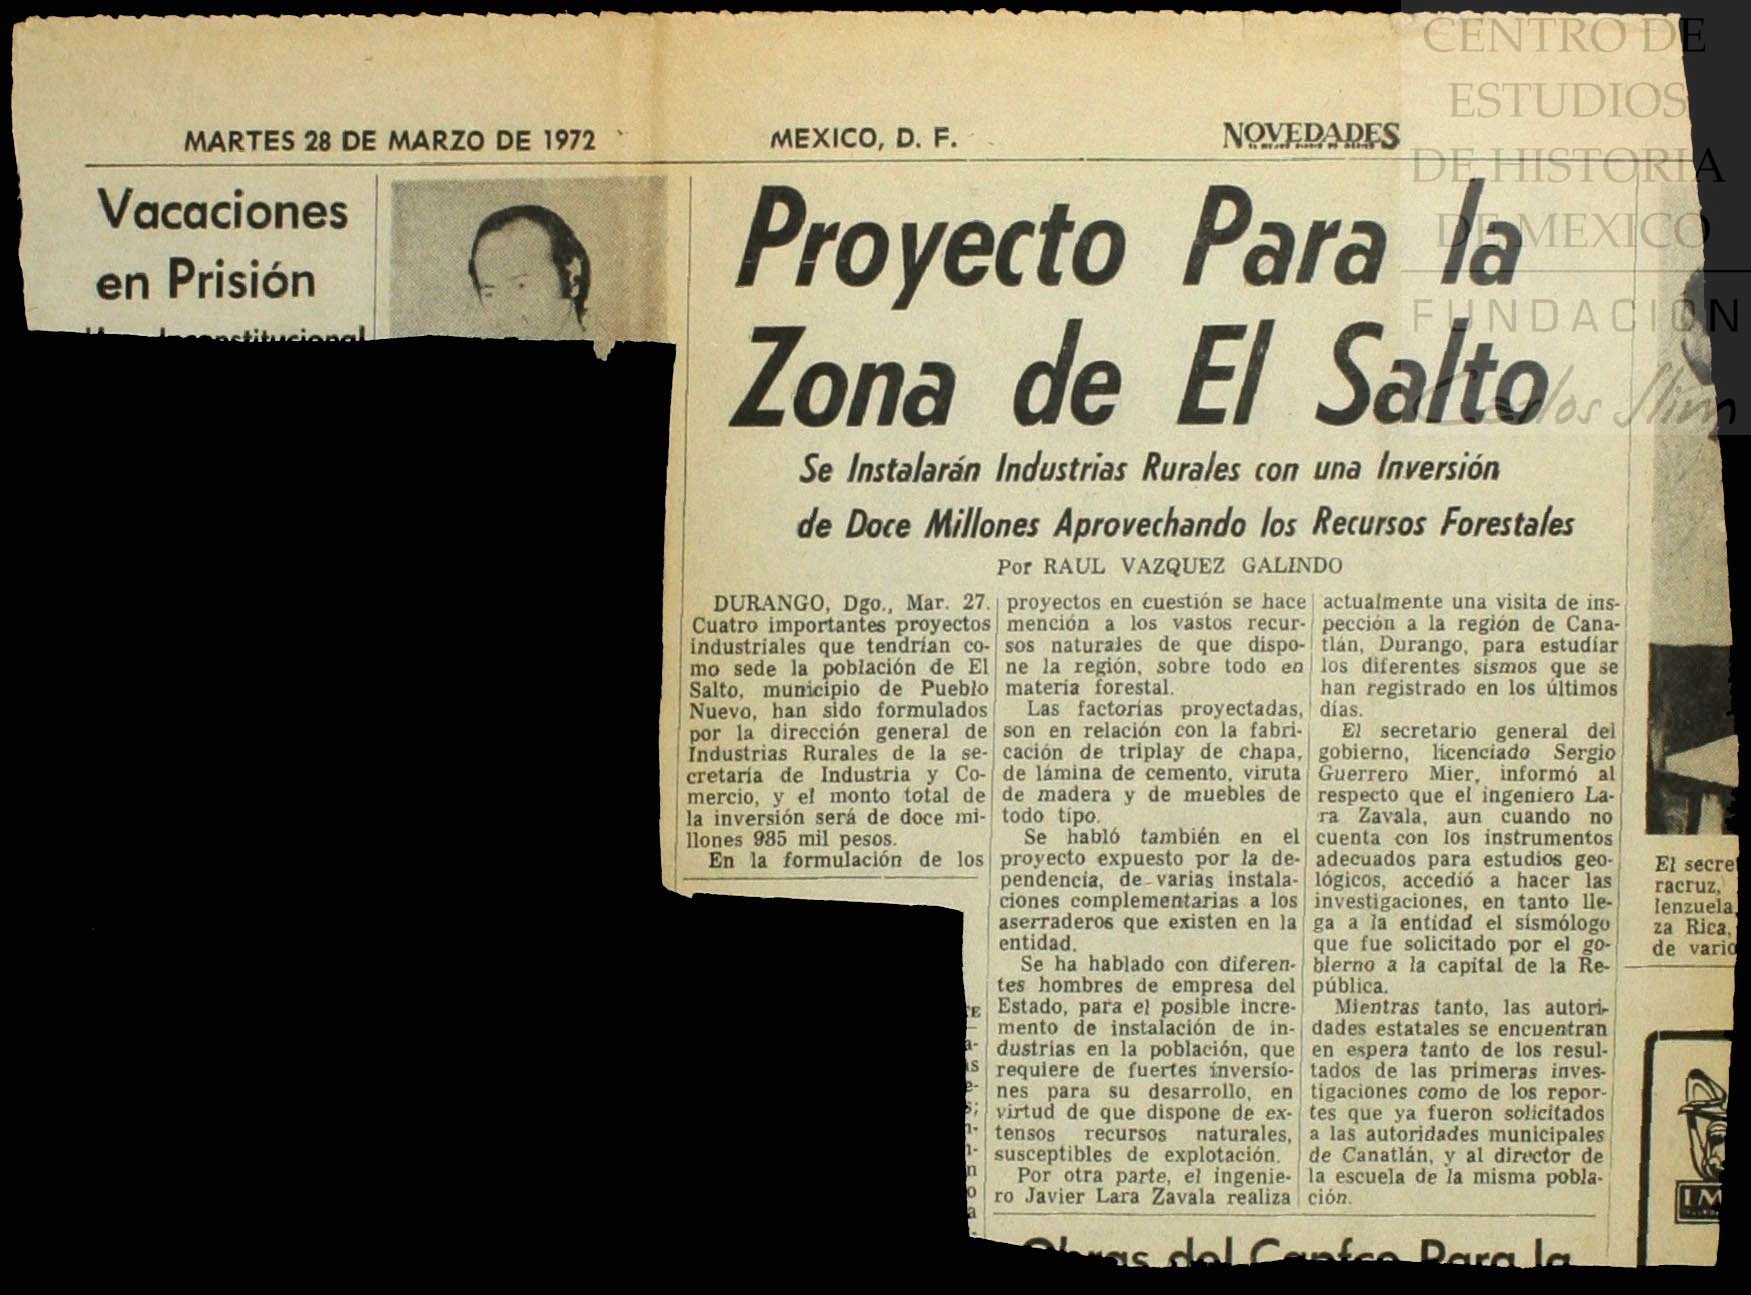 CENTRO DE
ESTUDIOS
DE HISTORIA
DE MEXICO
FUNDACION
Carlos Slim
MARTES 28 DE MARZO DE 1972
MEXICO, D. F.
NOVEDADES
Vacaciones
en Prisión
Proyecto Para la
Zona de El Salto
Se Instalarán Industrias Rurales con una Inversión
de Doce Millones Aprovechando los Recursos Forestales
Por RAUL VAZQUEZ GALINDO
DURANGO, Dgo., Mar. 27.
Cuatro importantes proyectos
industriales que tendrían co-
mo sede la población de El
Salto, municipio de Pueblo
Nuevo, han sido formulados
por la dirección general de
Industrias Rurales de la se-
cretaría de Industria y Co-
mercio, y el monto total de
la inversión será de doce mi-
llones 985 mil pesos.
En la formulación de los
proyectos en cuestión se hace
mención a los vastos recur-
sos naturales de que dispo-
ne la región, sobre todo en
materia forestal.
Las factorías proyectadas,
son en relación con la fabri-
cación de triplay de chapa,
de lámina de cemento, viruta
de madera y de muebles de
todo tipo.
Se habló también en el
proyecto expuesto por la de-
pendencia, de varias instala-
ciones complementarias a los
aserraderos que existen en la
entidad.
Se ha hablado con diferen-
tes hombres de empresa del
Estado, para el posible incre-
mento de instalación de in-
dustrias en la población, que
requiere de fuertes inversio-
nes para su desarrollo, en
virtud de que dispone de ex-
tensos recursos naturales,
susceptibles de explotación.
Por otra parte, el ingenie-
ro Javier Lara Zavala realiza
actualmente una visita de ins-
pección a la región de Cana-
tlán, Durango, para estudiar
los diferentes sismos que se
han registrado en los últimos
días.
El secretario general del
gobierno, licenciado Sergio
Guerrero Mier, informó al
respecto que el ingeniero La-
ra Zavala, aun cuando no
cuenta con los instrumentos
adecuados para estudios geo-
lógicos, accedió a hacer las
investigaciones, en tanto lle-
ga a la entidad el sismólogo
que fue solicitado por el go-
bierno a la capital de la Re-
pública.
Mientras tanto, las autori-
dades estatales se encuentran
en espera tanto de los resul-
tados de las primeras inves-
tigaciones como de los repor-
tes que ya fueron solicitados
a las autoridades municipales
de Canatlán, y al director de
la escuela de la misma pobla-
ción.
El secre
racruz,
lenzuela,
za Rica,
de vario
IM
Obras del Capfce Para la